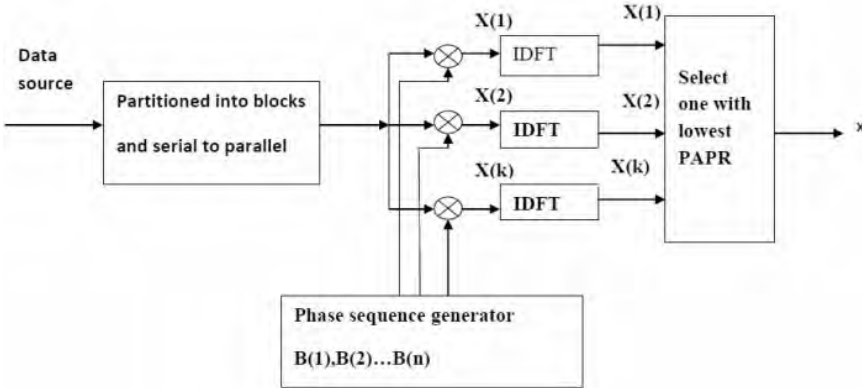 Data
source
Partitioned into blocks
and serial to parallel
X(1)
IDFT
X(1)
X(2)
IDFT
X(2)
X(k)
IDFT
X(k)
Select
one with
lowest
PAPR
x
Phase sequence generator
B(1),B(2)...B(n)